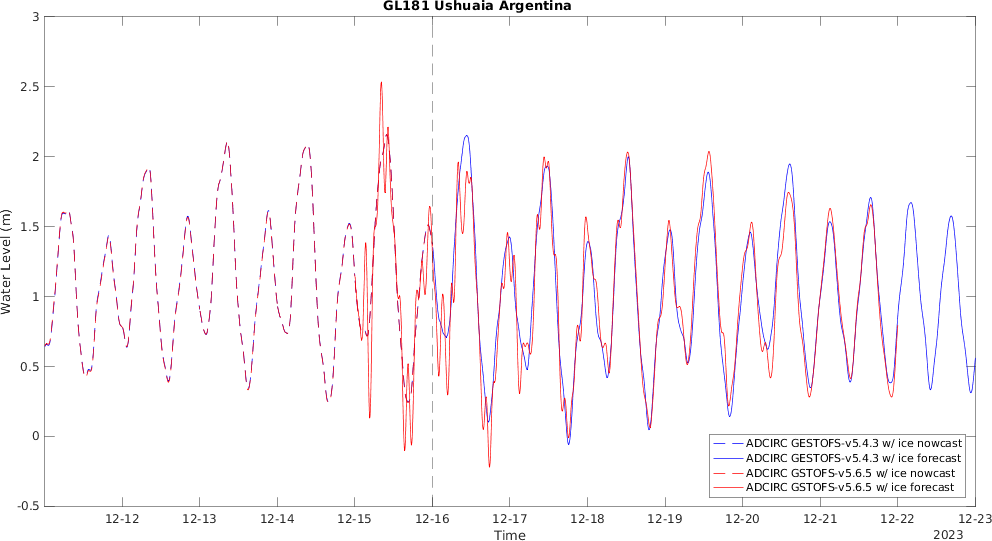 GL181 Ushuaia Argentina
3
2.5
2
1.5
1
0.5
0
-0.5
Water Level (m)
12-12 12-13 12-14 12-15 12-16 12-17 12-18 12-19 12-20 12-21 12-22 12-23
Time
2023
ADCIRC GESTOFS-v5.4.3 w/ ice nowcast
ADCIRC GESTOFS-v5.4.3 w/ ice forecast
ADCIRC GSTOFS-v5.6.5 w/ ice nowcast
ADCIRC GSTOFS-v5.6.5 w/ ice forecast